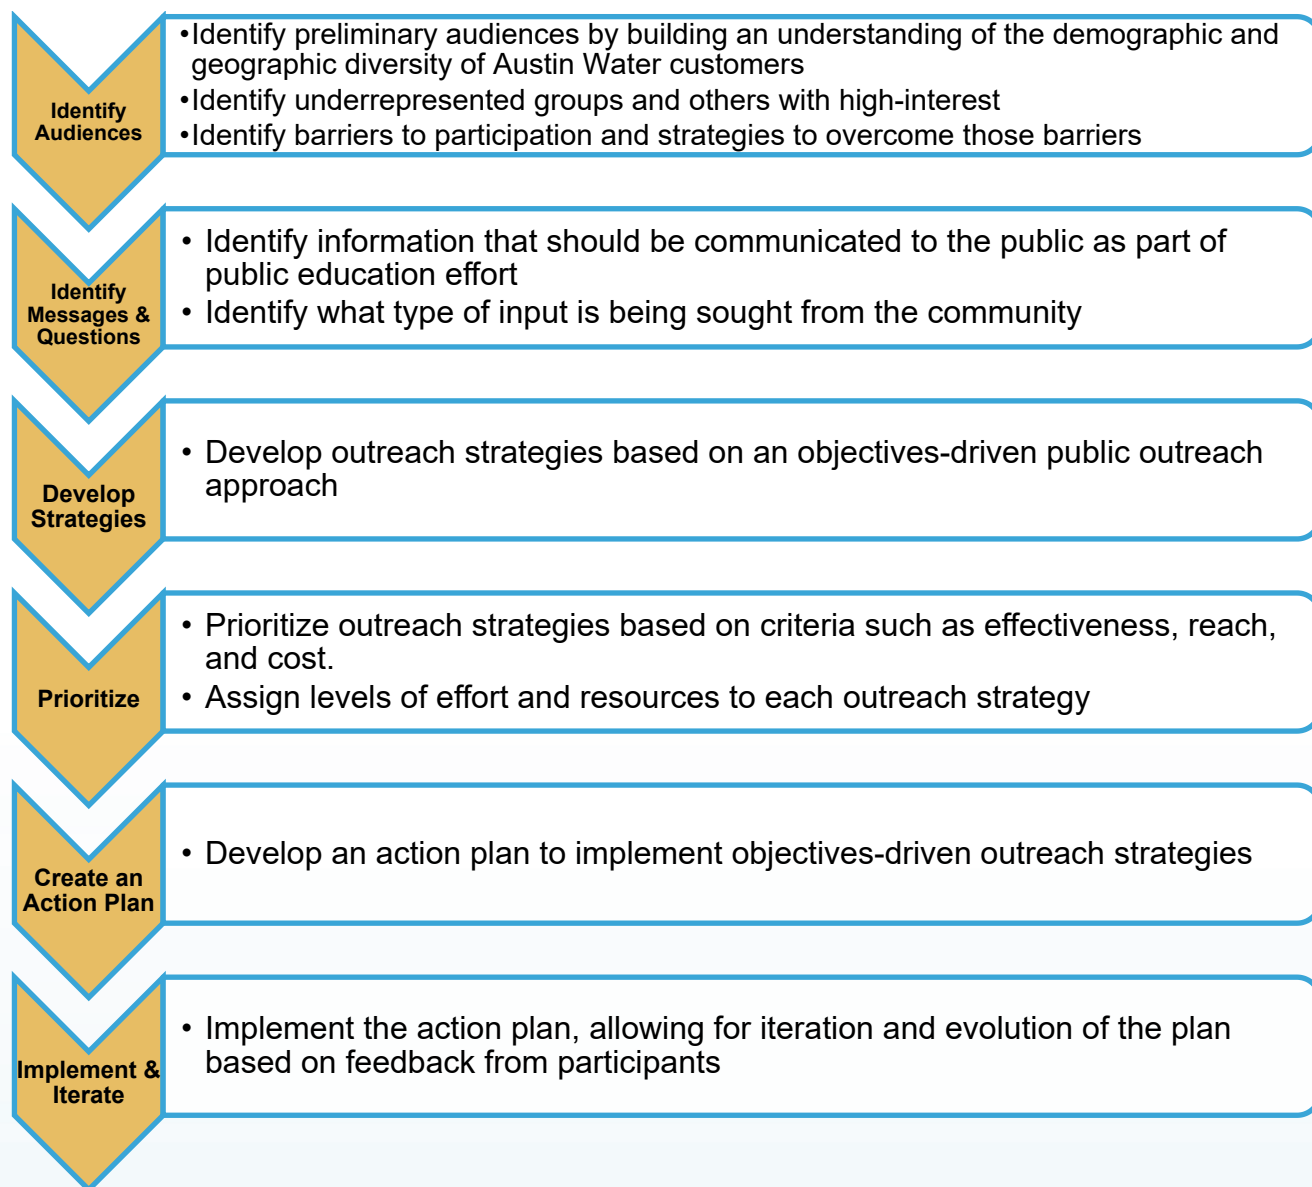 Identify
Audiences
•Identify preliminary audiences by building an understanding of the demographic and
geographic diversity of Austin Water customers
•Identify underrepresented groups and others with high-interest
•Identify barriers to participation and strategies to overcome those barriers
Identify
Messages &
Questions
• Identify information that should be communicated to the public as part of
public education effort
• Identify what type of input is being sought from the community
Develop
Strategies
• Develop outreach strategies based on an objectives-driven public outreach
approach
Prioritize
• Prioritize outreach strategies based on criteria such as effectiveness, reach,
and cost.
• Assign levels of effort and resources to each outreach strategy
Create an
Action Plan
• Develop an action plan to implement objectives-driven outreach strategies
Implement &
Iterate
• Implement the action plan, allowing for iteration and evolution of the plan
based on feedback from participants